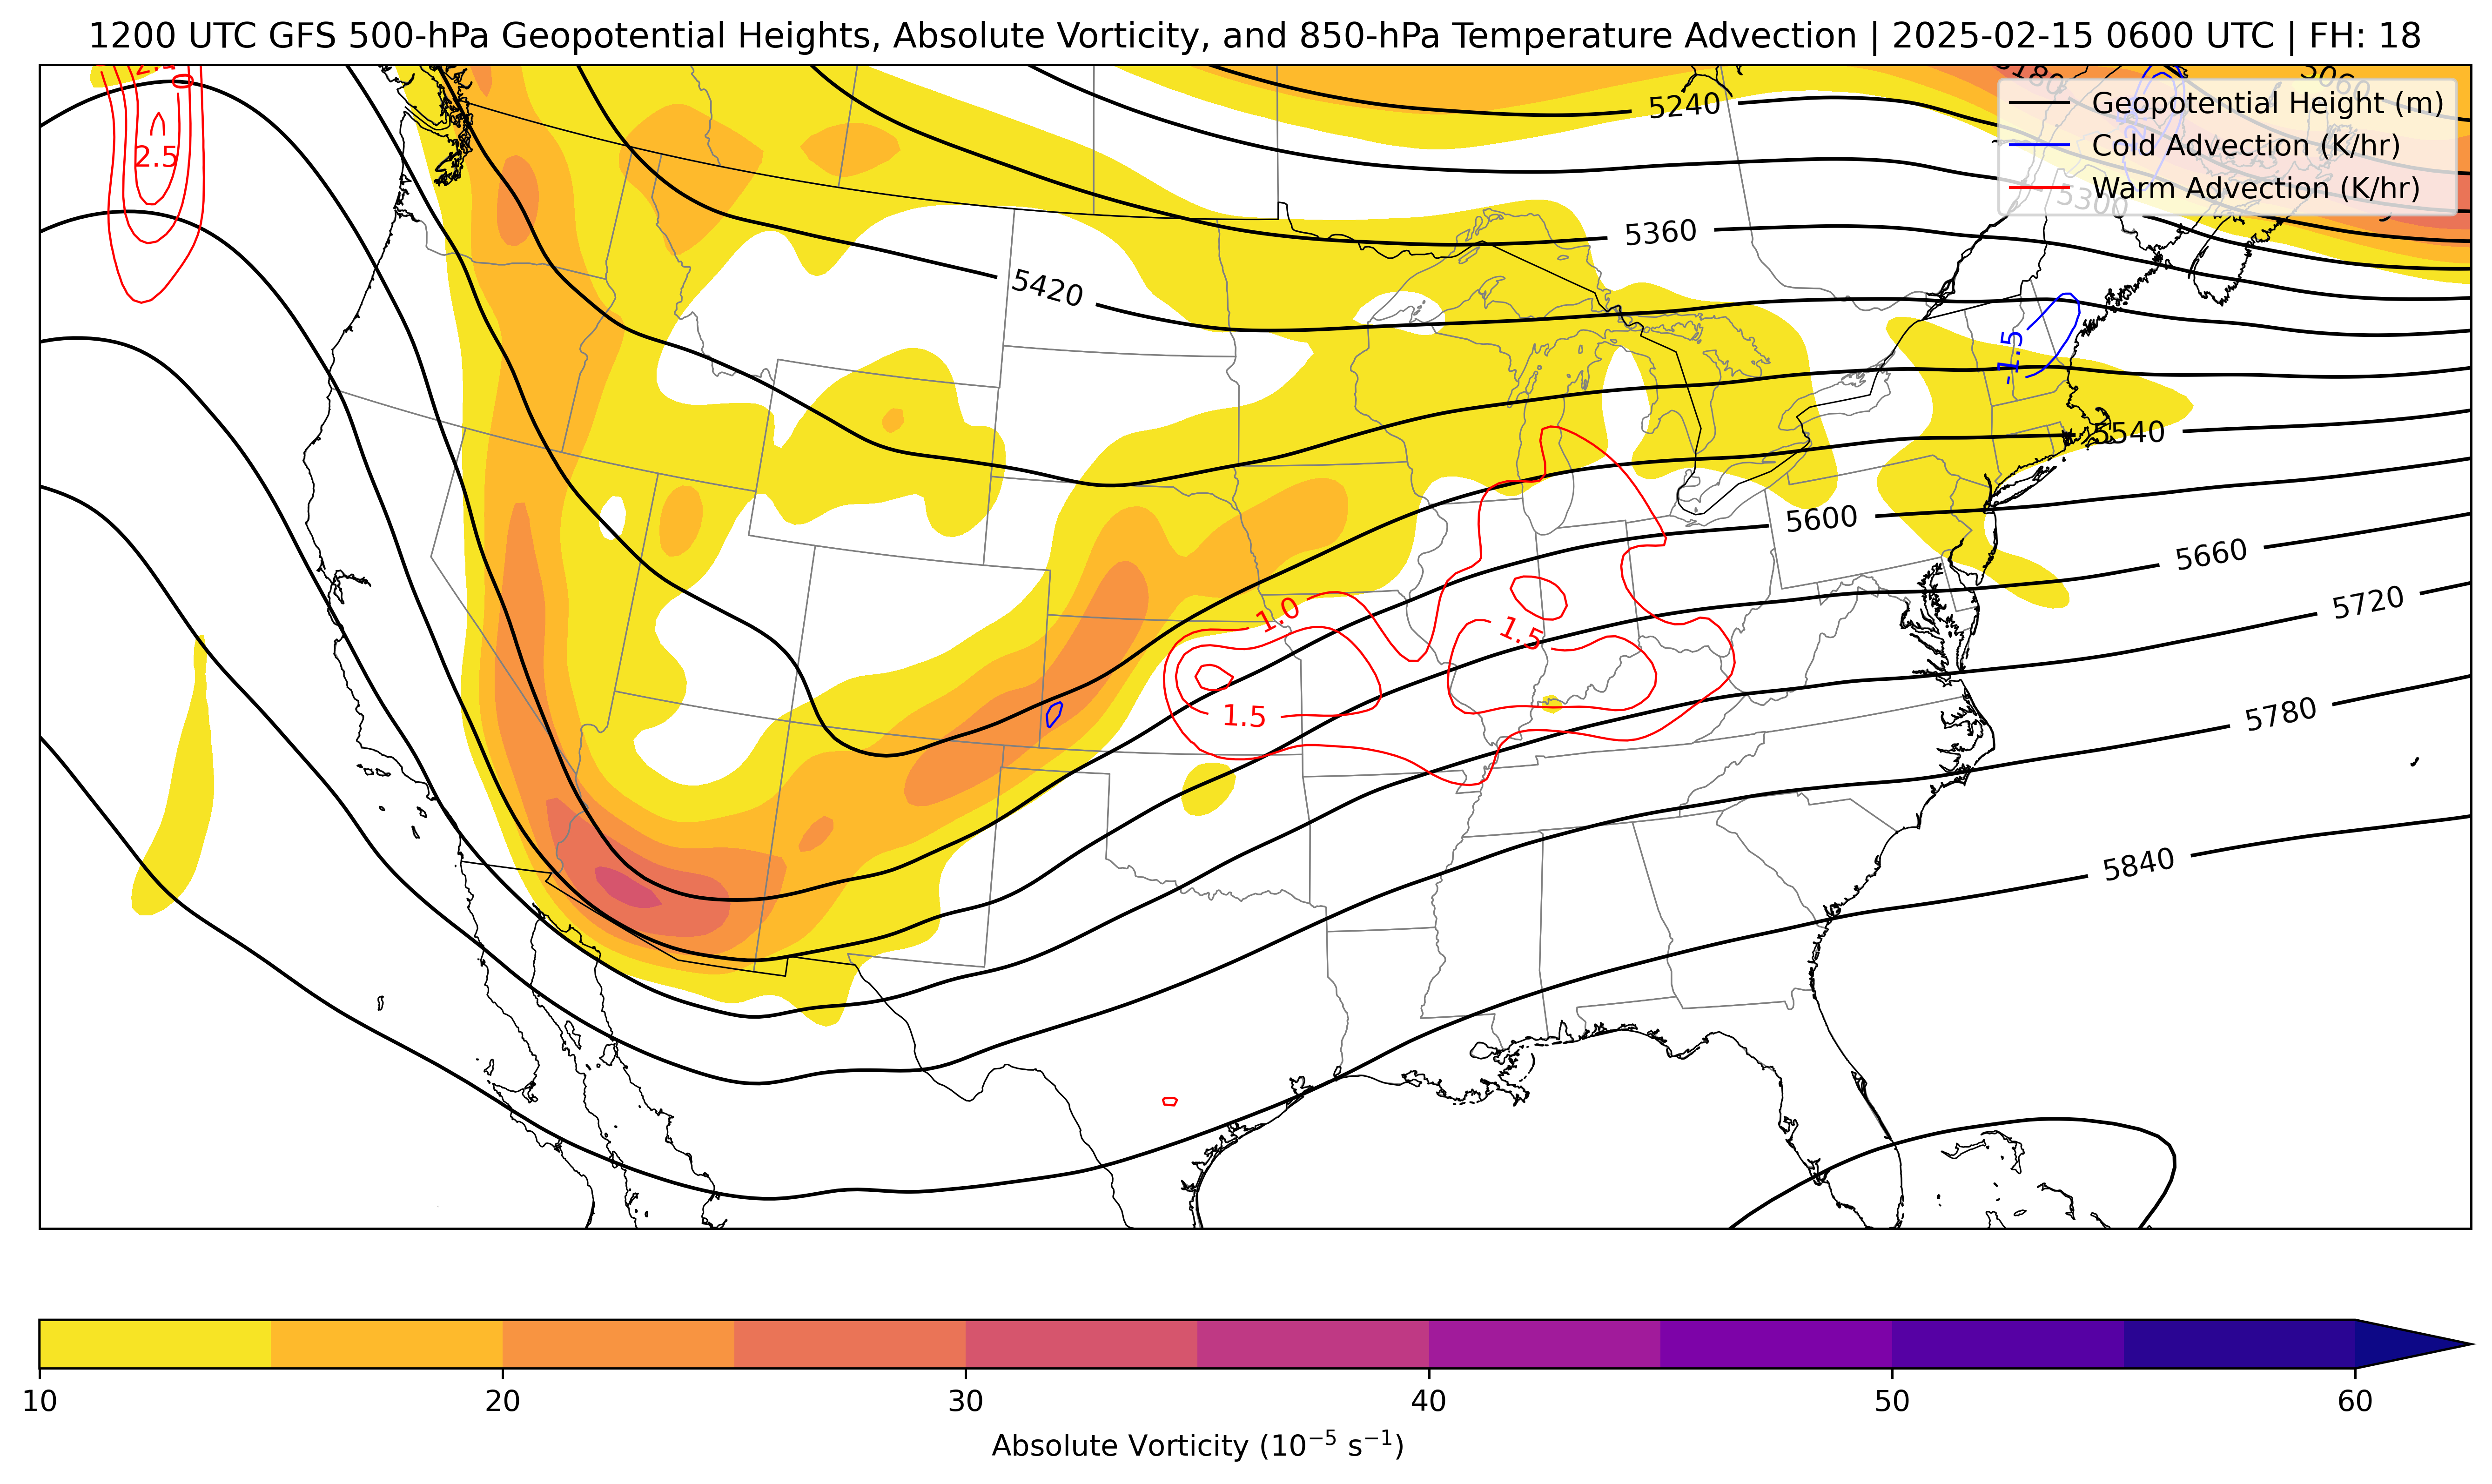 1200 UTC GFS 500-hPa Geopotential Heights, Absolute Vorticity, and 850-hPa Temperature Advection | 2025-02-15 0600 UTC | FH: 18
Geopotential Height (m)
Cold Advection (K/hr)
Warm Advection (K/hr)
5180
5060
5240
2.5
5300
5360
5420
-1.5
5540
5600
5660
5720
1.0
1.5
1.5
5780
5840
10 20 30 40 50 60
Absolute Vorticity (10⁻⁵ s⁻¹)